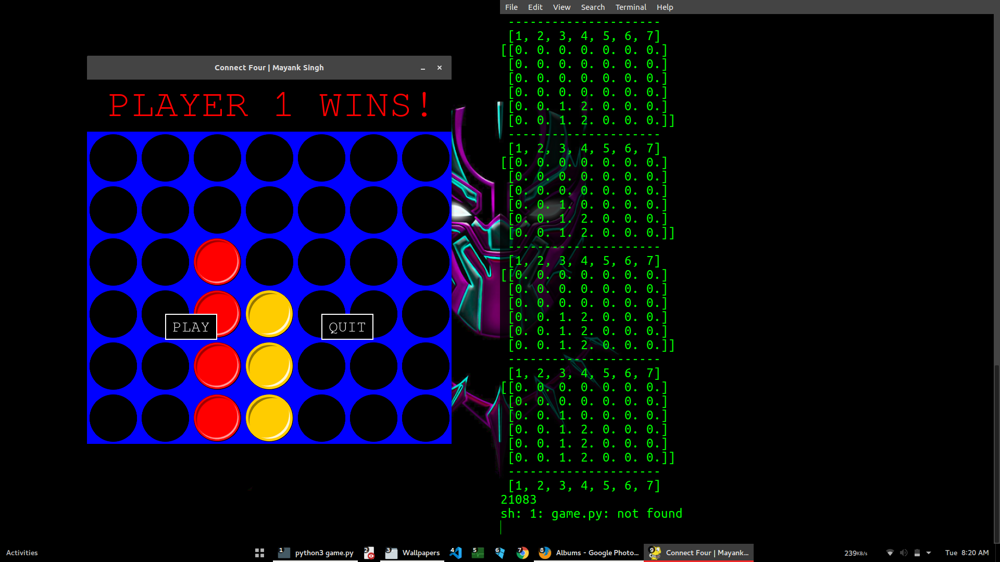 Connect Four | Mayank Singh
PLAYER 1 WINS!
PLAY
QUIT
File Edit View Search Terminal Help
---------------------
[1, 2, 3, 4, 5, 6, 7]
[[0. 0. 0. 0. 0. 0. 0.]
[0. 0. 0. 0. 0. 0. 0.]
[0. 0. 0. 0. 0. 0. 0.]
[0. 0. 0. 0. 0. 0. 0.]
[0. 0. 1. 2. 0. 0. 0.]
[0. 0. 1. 2. 0. 0. 0.]]
---------------------
[1, 2, 3, 4, 5, 6, 7]
[[0. 0. 0. 0. 0. 0. 0.]
[0. 0. 0. 0. 0. 0. 0.]
[0. 0. 0. 0. 0. 0. 0.]
[0. 0. 1. 0. 0. 0. 0.]
[0. 0. 1. 2. 0. 0. 0.]
[0. 0. 1. 2. 0. 0. 0.]]
---------------------
[1, 2, 3, 4, 5, 6, 7]
[[0. 0. 0. 0. 0. 0. 0.]
[0. 0. 0. 0. 0. 0. 0.]
[0. 0. 0. 0. 0. 0. 0.]
[0. 0. 1. 2. 0. 0. 0.]
[0. 0. 1. 2. 0. 0. 0.]
[0. 0. 1. 2. 0. 0. 0.]]
---------------------
[1, 2, 3, 4, 5, 6, 7]
[[0. 0. 0. 0. 0. 0. 0.]
[0. 0. 0. 0. 0. 0. 0.]
[0. 0. 1. 0. 0. 0. 0.]
[0. 0. 1. 2. 0. 0. 0.]
[0. 0. 1. 2. 0. 0. 0.]
[0. 0. 1. 2. 0. 0. 0.]]
---------------------
[1, 2, 3, 4, 5, 6, 7]
21083
sh: 1: game.py: not found
Activities 1 python3 game.py 2 3 Wallpapers 4 5 6 7 8 Albums - Google Photo... 9 Connect Four | Mayank... 239KB/s Tue 8:20 AM